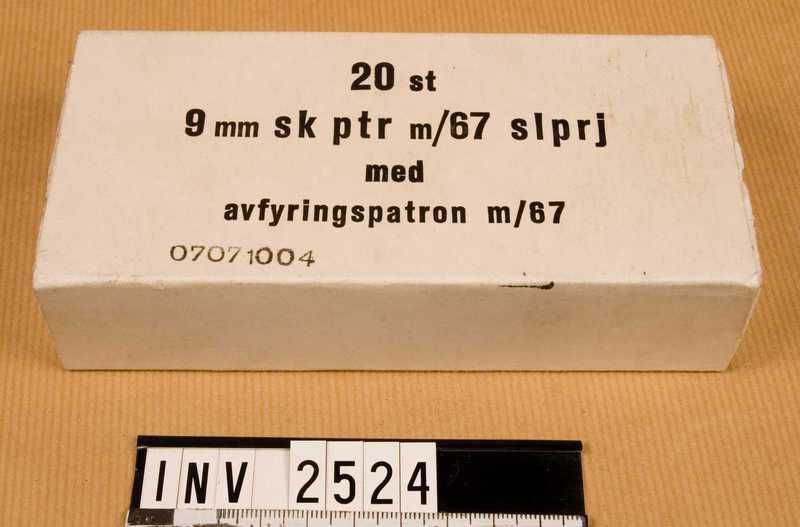 20 st
9 mm sk ptr m/67 slprj
med
avfyringspatron m/67
07071004
INV 2524